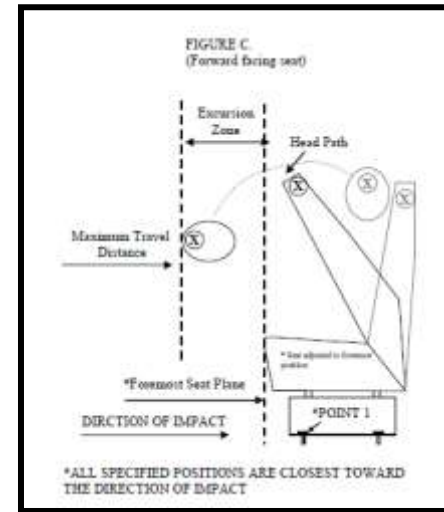 FIGURE C.
(Forward facing seat)
Excursion
Zone
Head Path
X
X
X
X
Maximum Travel
Distance
* Seat adjusted to foremost
position
*Foremost Seat Plane
*POINT 1
DIRCTION OF IMPACT
*ALL SPECIFIED POSITIONS ARE CLOSEST TOWARD
THE DIRECTION OF IMPACT